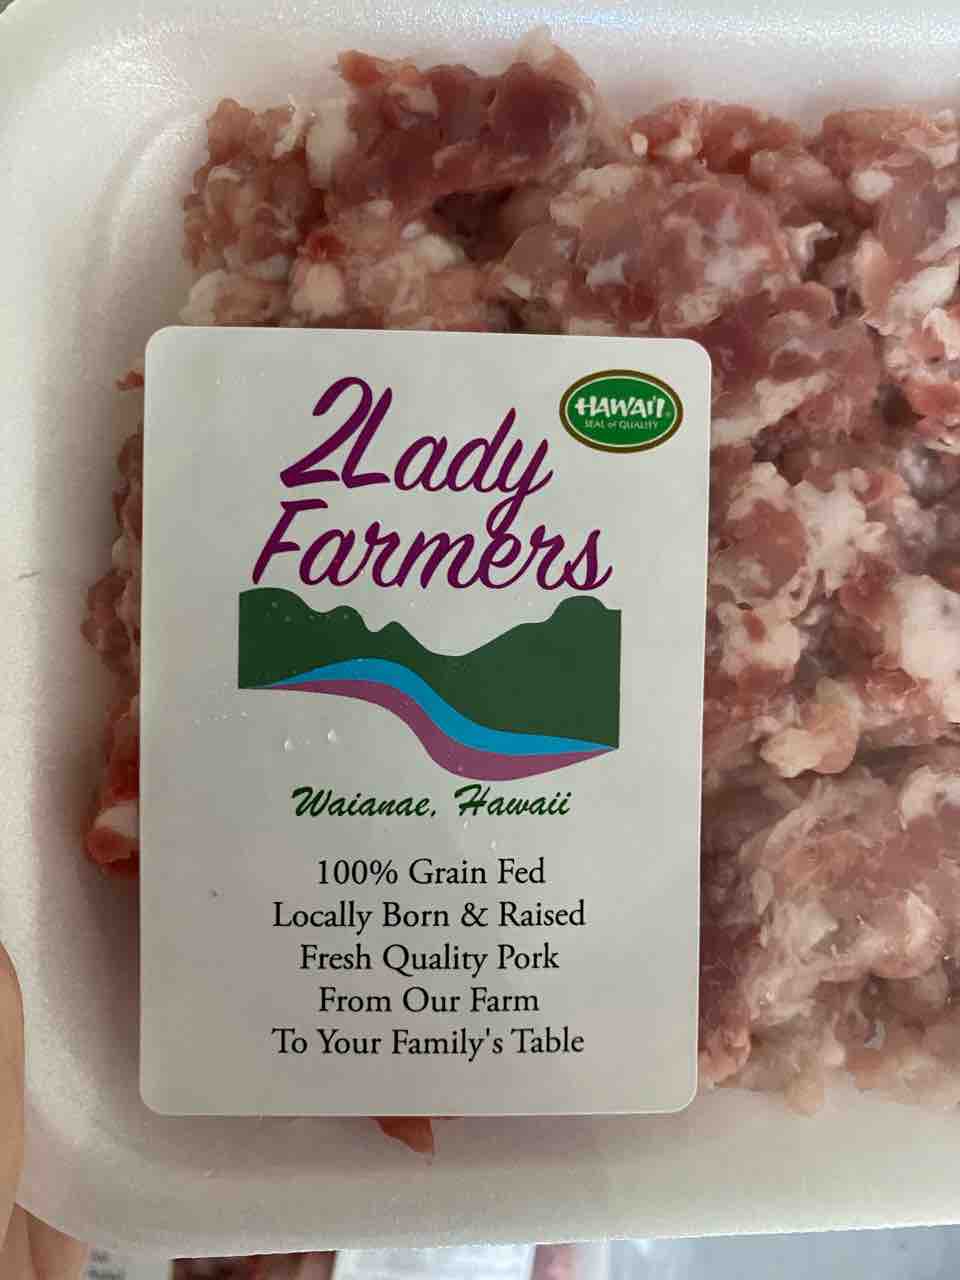 2Lady
Farmers
HAWAI'I
SEAL of QUALITY
Waianae, Hawaii
100% Grain Fed
Locally Born & Raised
Fresh Quality Pork
From Our Farm
To Your Family's Table